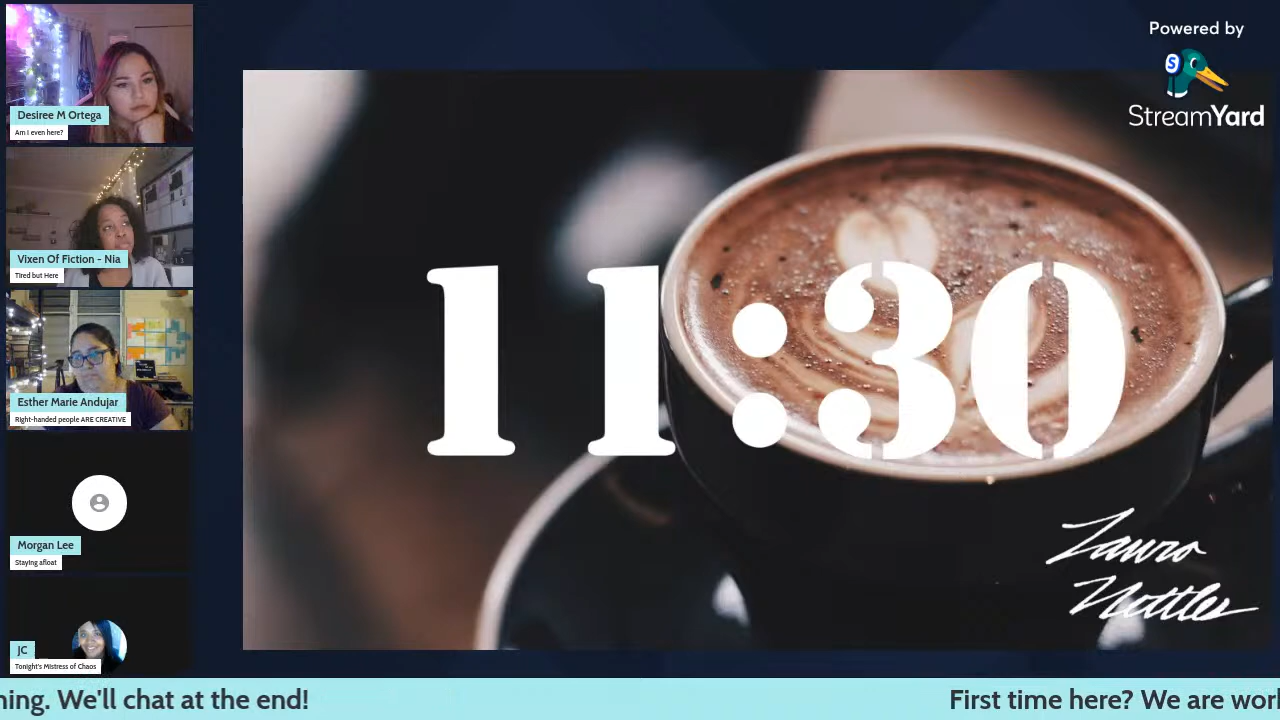 Desiree M Ortega
Am I even here?
Vixen Of Fiction - Nia
Tired but Here
Esther Marie Andujar
Right-handed people ARE CREATIVE
Morgan Lee
Staying afloat
JC
Tonight's Mistress of Chaos
Powered by
StreamYard
11:30
ning. We'll chat at the end!
First time here? We are worl